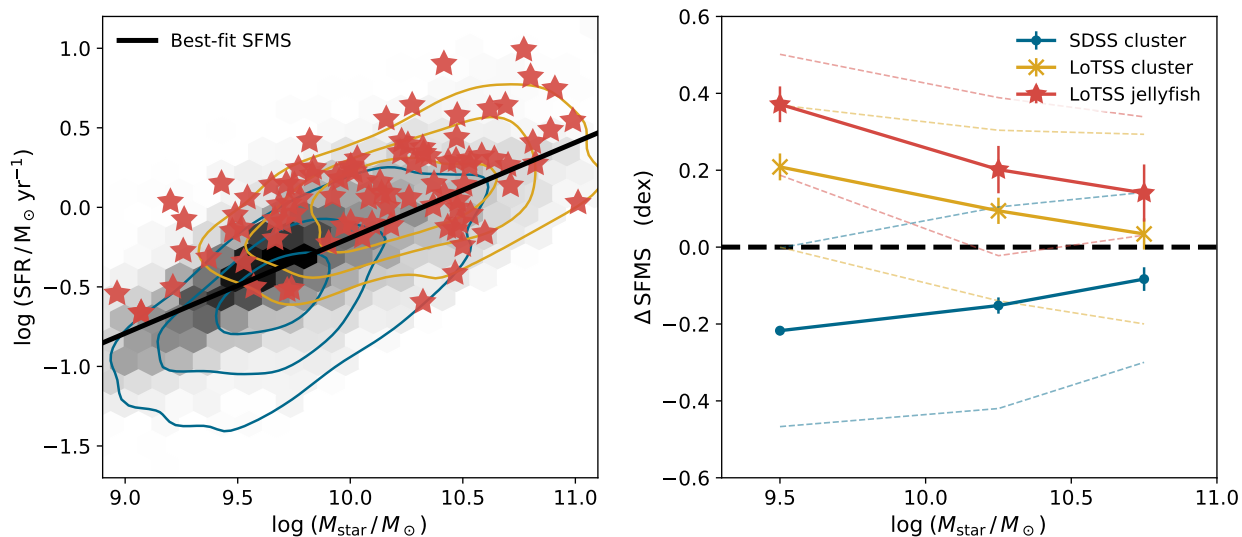 Best-fit SFMS
1.0
0.5
0.0
−0.5
−1.0
−1.5
log (SFR / M⊙ yr⁻¹)
9.0 9.5 10.0 10.5 11.0
log (Mstar / M⊙)
SDSS cluster
LoTSS cluster
LoTSS jellyfish
0.6
0.4
0.2
0.0
−0.2
−0.4
−0.6
Δ SFMS (dex)
9.5 10.0 10.5 11.0
log (Mstar / M⊙)